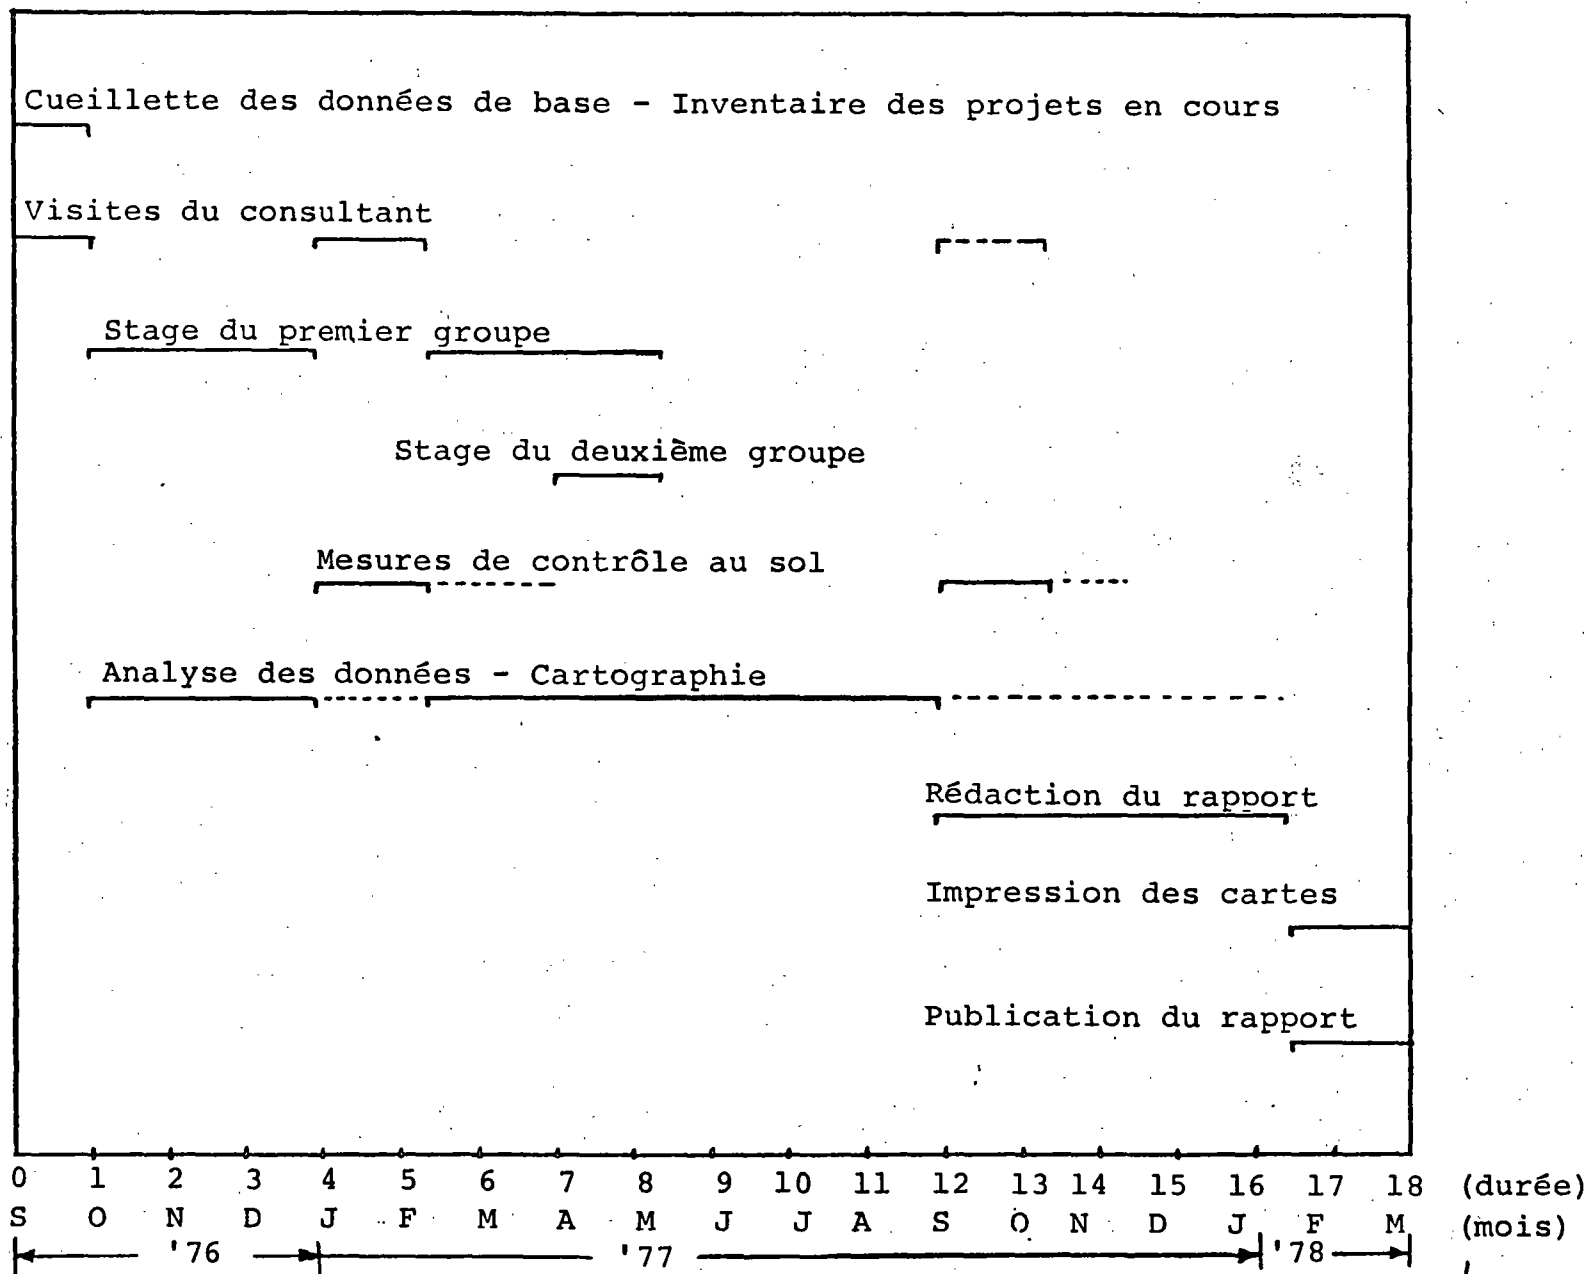 Cueillette des données de base - Inventaire des projets en cours
Visites du consultant
Stage du premier groupe
Stage du deuxième groupe
Mesures de contrôle au sol
Analyse des données - Cartographie
Rédaction du rapport
Impression des cartes
Publication du rapport
0 1 2 3 4 5 6 7 8 9 10 11 12 13 14 15 16 17 18 (durée)
S O N D J F M A M J J A S O N D J F M (mois)
'76 '77 '78